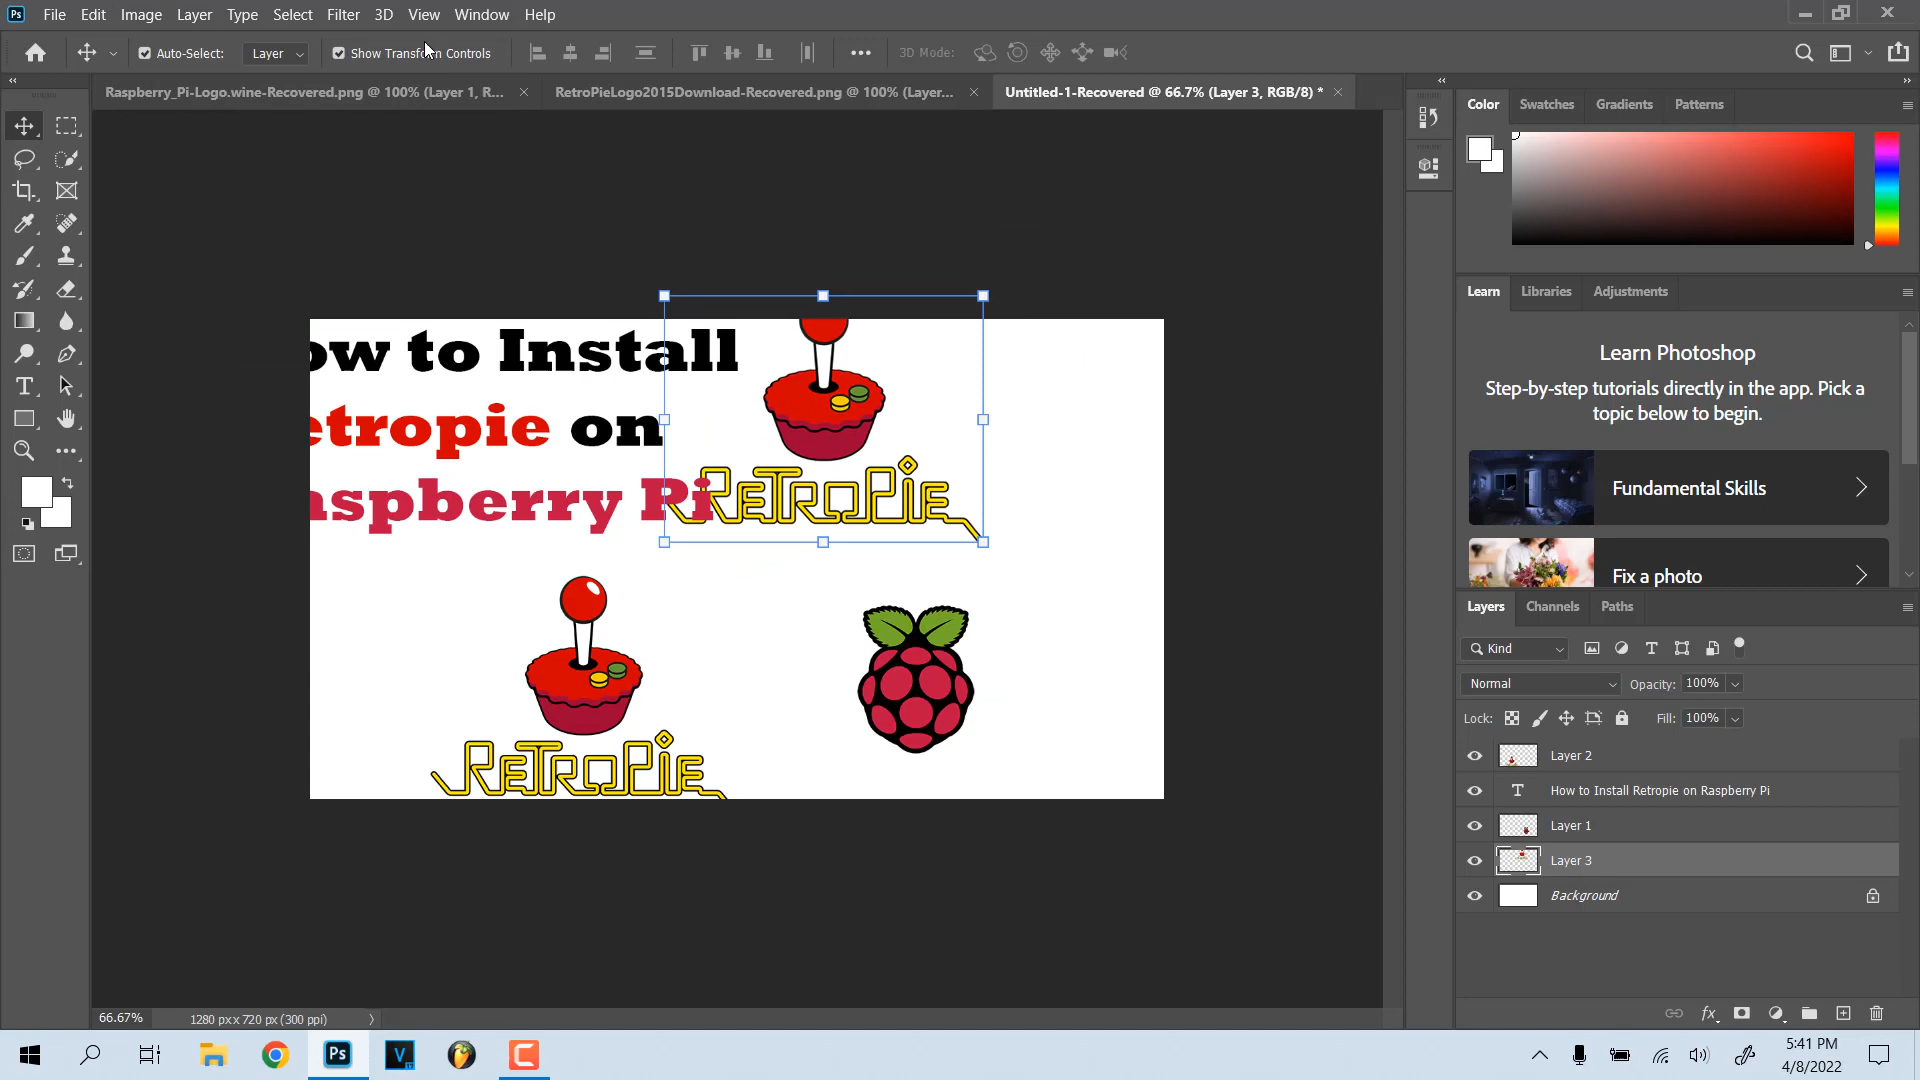 Ps File Edit Image Layer Type Select Filter 3D View Window Help
Auto-Select: Layer Show Transform Controls 3D Mode:
Raspberry_Pi-Logo.wine-Recovered.png @ 100% (Layer 1, R... × RetroPieLogo2015Download-Recovered.png @ 100% (Layer... × Untitled-1-Recovered @ 66.7% (Layer 3, RGB/8) * ×
Color Swatches Gradients Patterns
Learn Libraries Adjustments
Learn Photoshop
Step-by-step tutorials directly in the app. Pick a
topic below to begin.
Fundamental Skills
Fix a photo
ow to Install
etropie on
aspberry Pi
RETROPIE
RETROPIE
Layers Channels Paths
Kind
Normal Opacity: 100%
Lock: Fill: 100%
Layer 2
T How to Install Retropie on Raspberry Pi
Layer 1
Layer 3
Background
fx
66.67% 1280 px x 720 px (300 ppi)
Ps V C
5:41 PM
4/8/2022